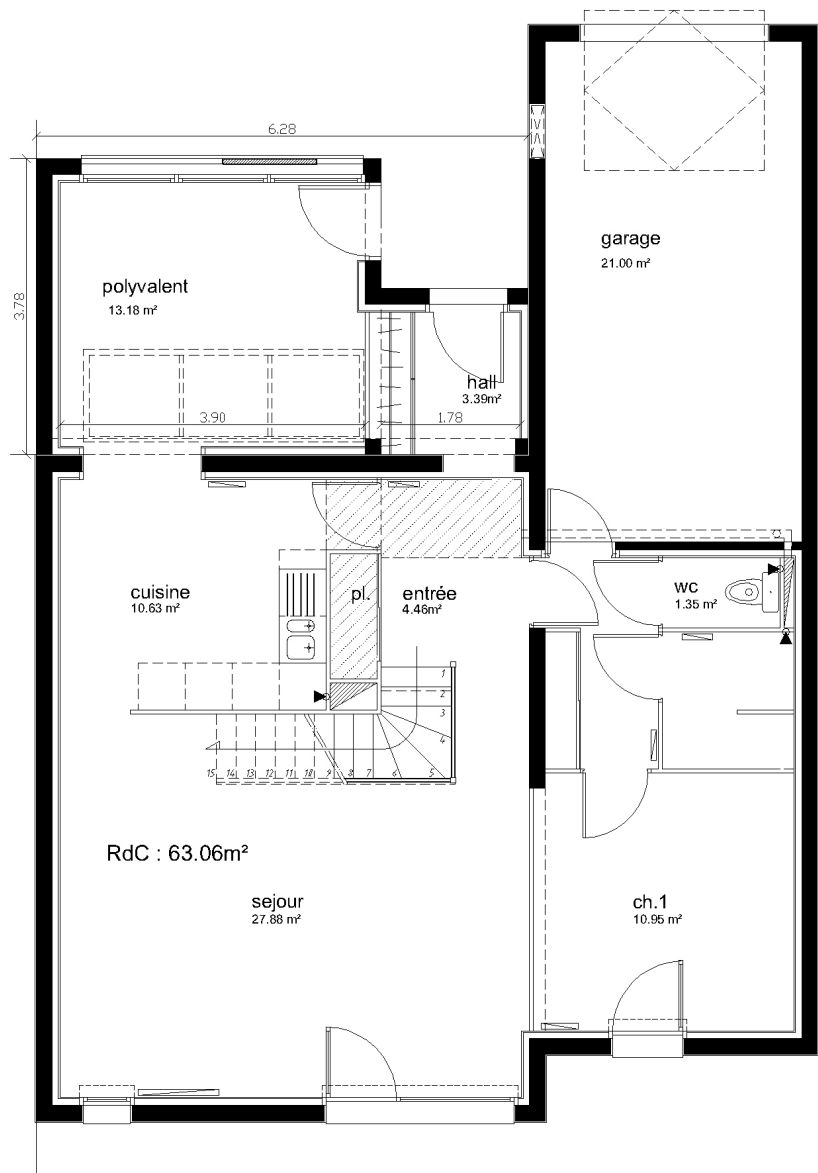 6.28
garage
21.00 m²
polyvalent
13.18 m²
3.78
hall
3.39m²
3.90
1.78
cuisine
10.63 m²
pl.
entrée
4.46m²
wc
1.35 m²
1
2
3
4
15 14 13 12 11 10 9 8 7 6 5
RdC : 63.06m²
sejour
27.88 m²
ch.1
10.95 m²